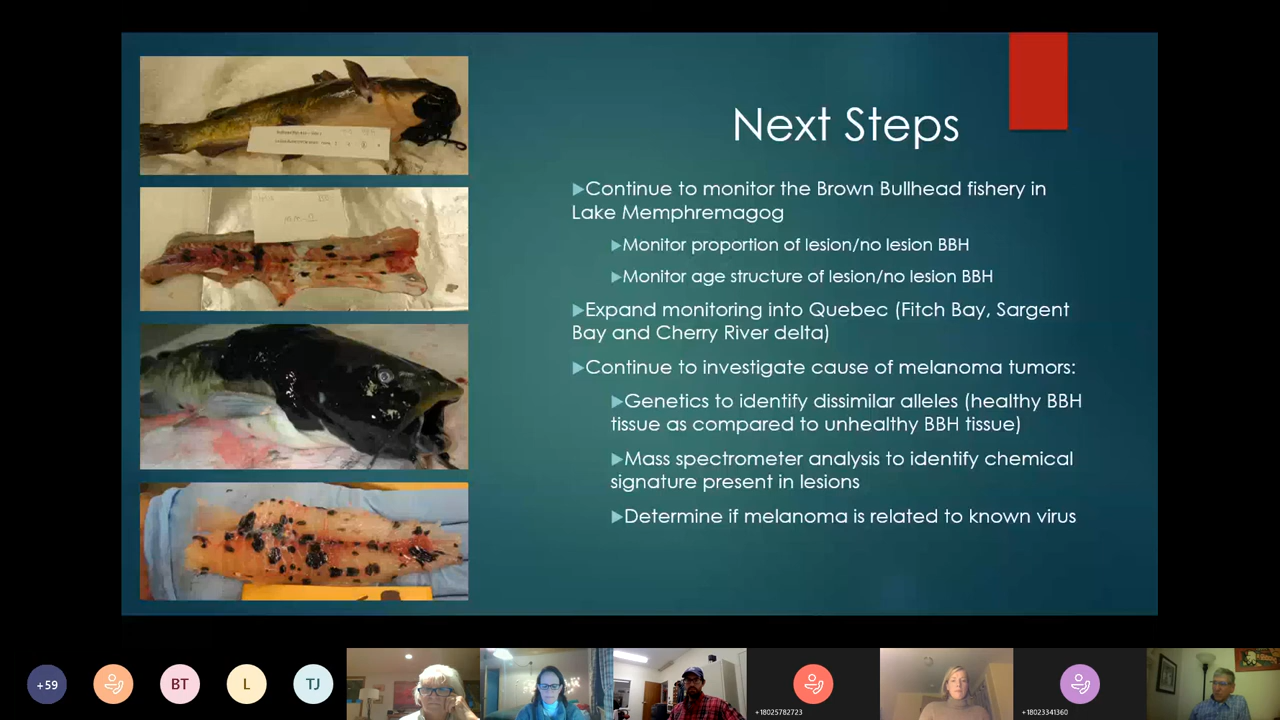 Next Steps
▶Continue to monitor the Brown Bullhead fishery in
Lake Memphremagog
▶Monitor proportion of lesion/no lesion BBH
▶Monitor age structure of lesion/no lesion BBH
▶Expand monitoring into Quebec (Fitch Bay, Sargent
Bay and Cherry River delta)
▶Continue to investigate cause of melanoma tumors:
▶Genetics to identify dissimilar alleles (healthy BBH
tissue as compared to unhealthy BBH tissue)
▶Mass spectrometer analysis to identify chemical
signature present in lesions
▶Determine if melanoma is related to known virus
+59
BT
L
TJ
+18025782723
+18023341360